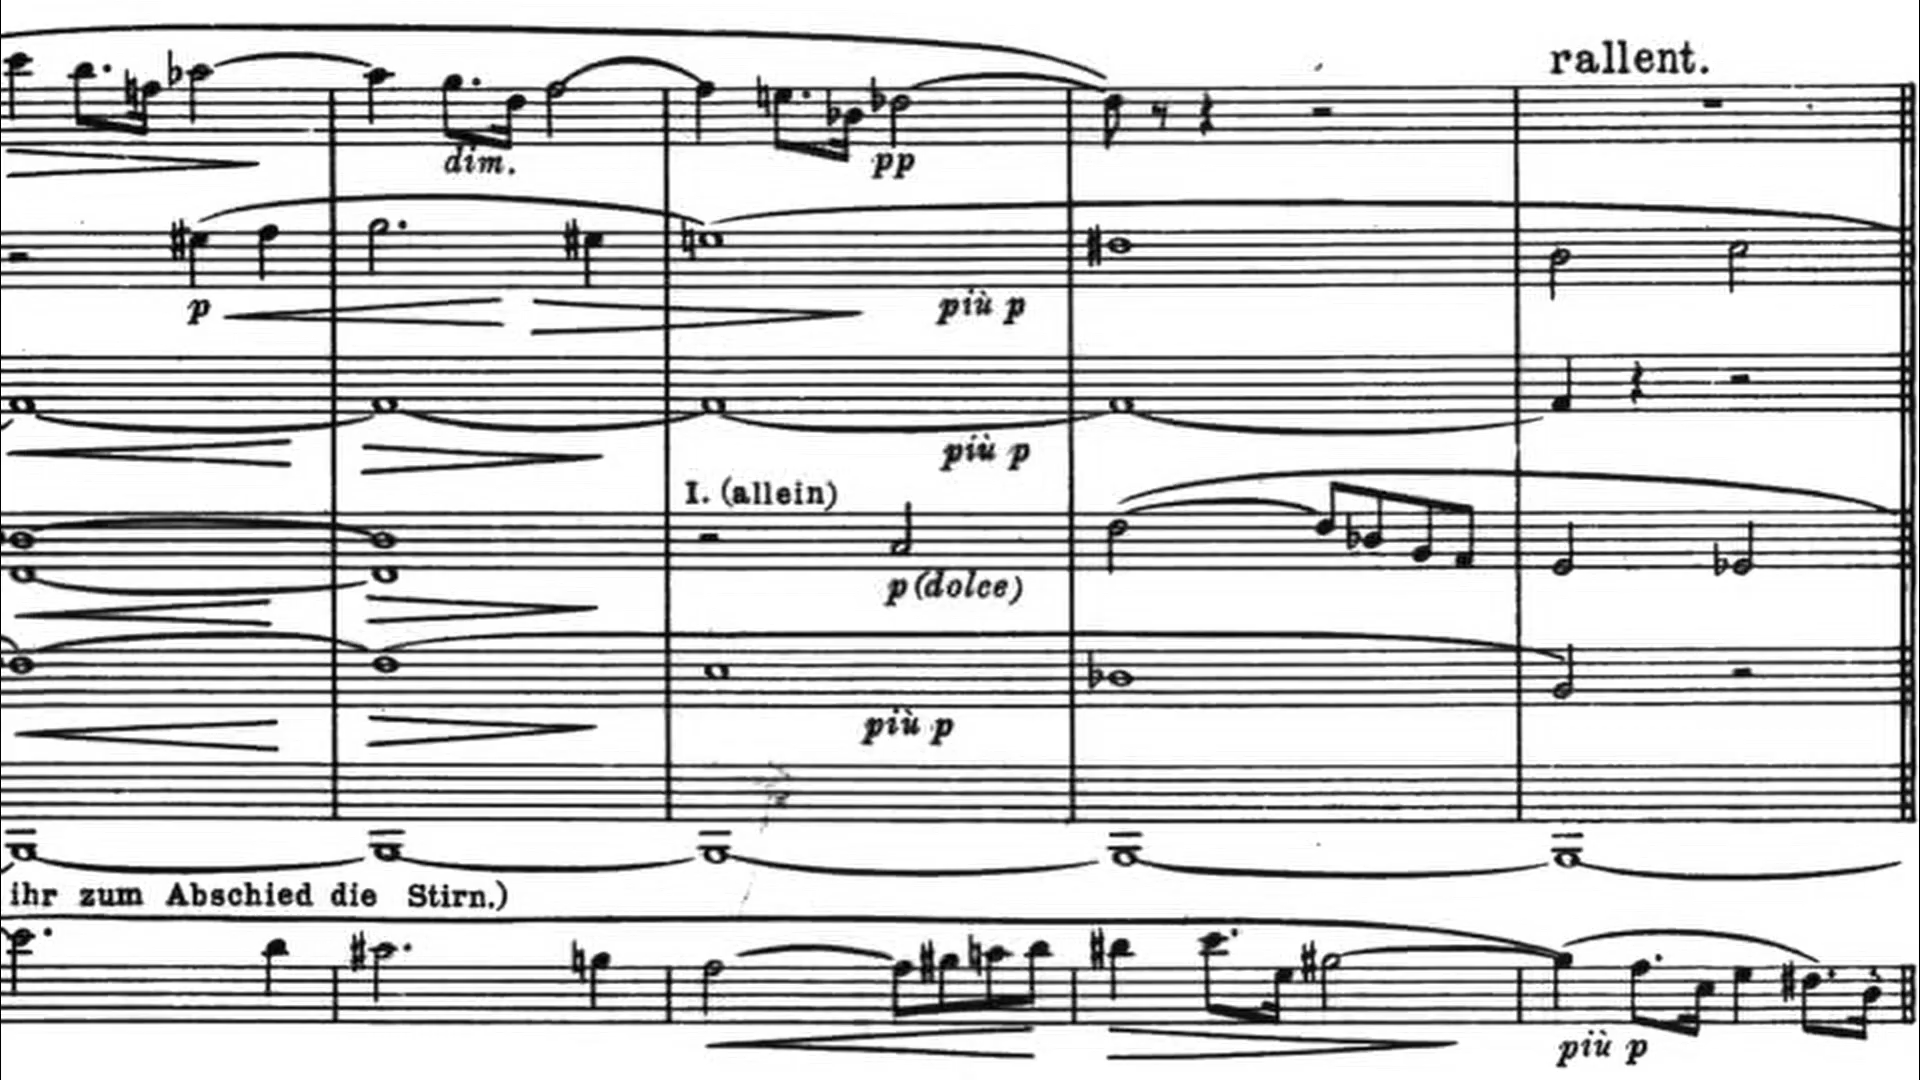 rallent.
dim.
pp
p
più p
più p
I. (allein)
p (dolce)
più p
ihr zum Abschied die Stirn.)
più p